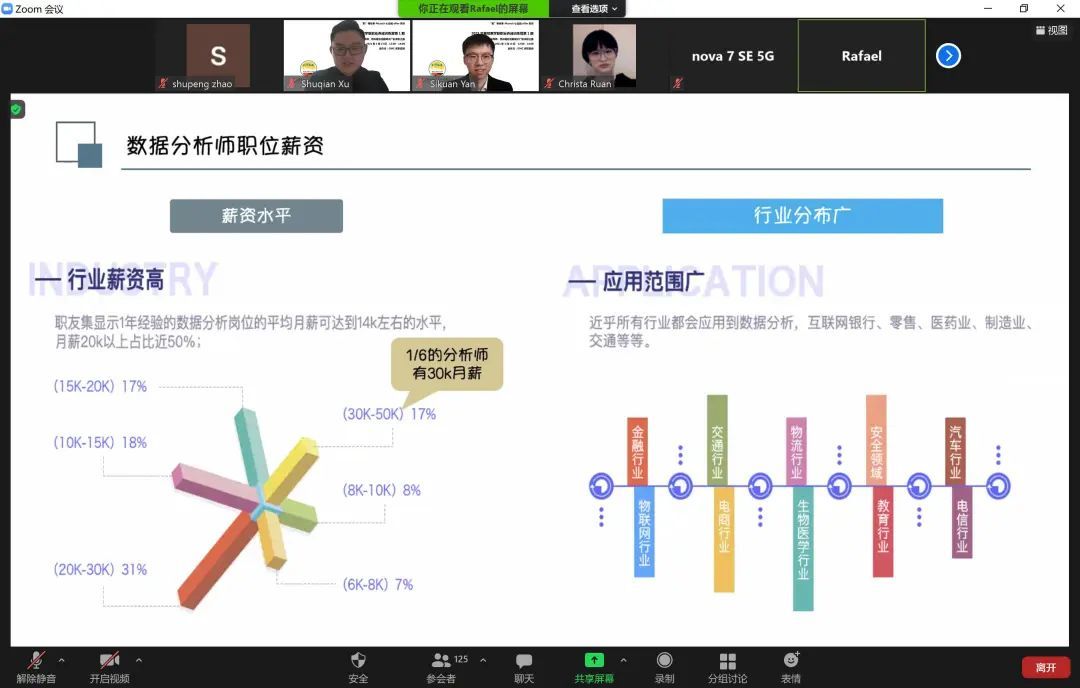 Zoom 会议
你正在观看Rafael的屏幕
查看选项
视图
S
shupeng zhao
Shuqian Xu
Sikuan Yan
Christa Ruan
nova 7 SE 5G
Rafael
数据分析师职位薪资
薪资水平
行业分布广
INDUSTRY
行业薪资高
APPLICATION
应用范围广
职友集显示1年经验的数据分析岗位的平均月薪可达到14k左右的水平，
月薪20k以上占比近50%；
近乎所有行业都会应用到数据分析，互联网银行、零售、医药业、制造业、
交通等等。
1/6的分析师
有30k月薪
(15K-20K) 17%
(30K-50K) 17%
(10K-15K) 18%
(8K-10K) 8%
(20K-30K) 31%
(6K-8K) 7%
金融行业
交通行业
物流行业
安全领域
汽车行业
物联网行业
电商行业
生物医学行业
教育行业
电信行业
解除静音
开启视频
安全
125
参会者
聊天
共享屏幕
录制
分组讨论
表情
离开